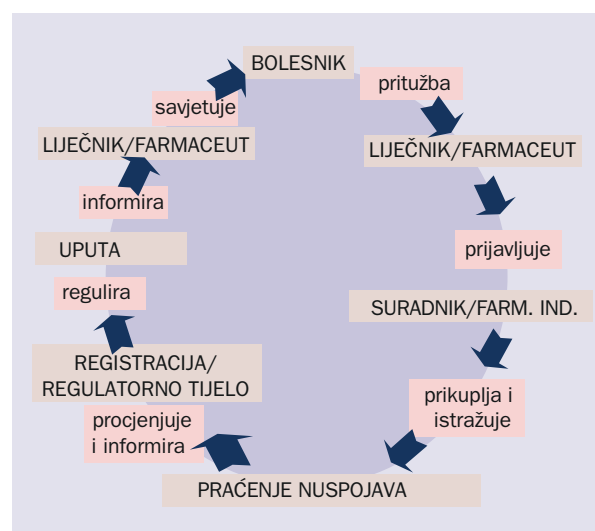 BOLESNIK
pritužba
LIJEČNIK/FARMACEUT
prijavljuje
SURADNIK/FARM. IND.
prikuplja i
istražuje
PRAĆENJE NUSPOJAVA
procjenjuje
i informira
REGISTRACIJA/
REGULATORNO TIJELO
regulira
UPUTA
informira
LIJEČNIK/FARMACEUT
savjetuje